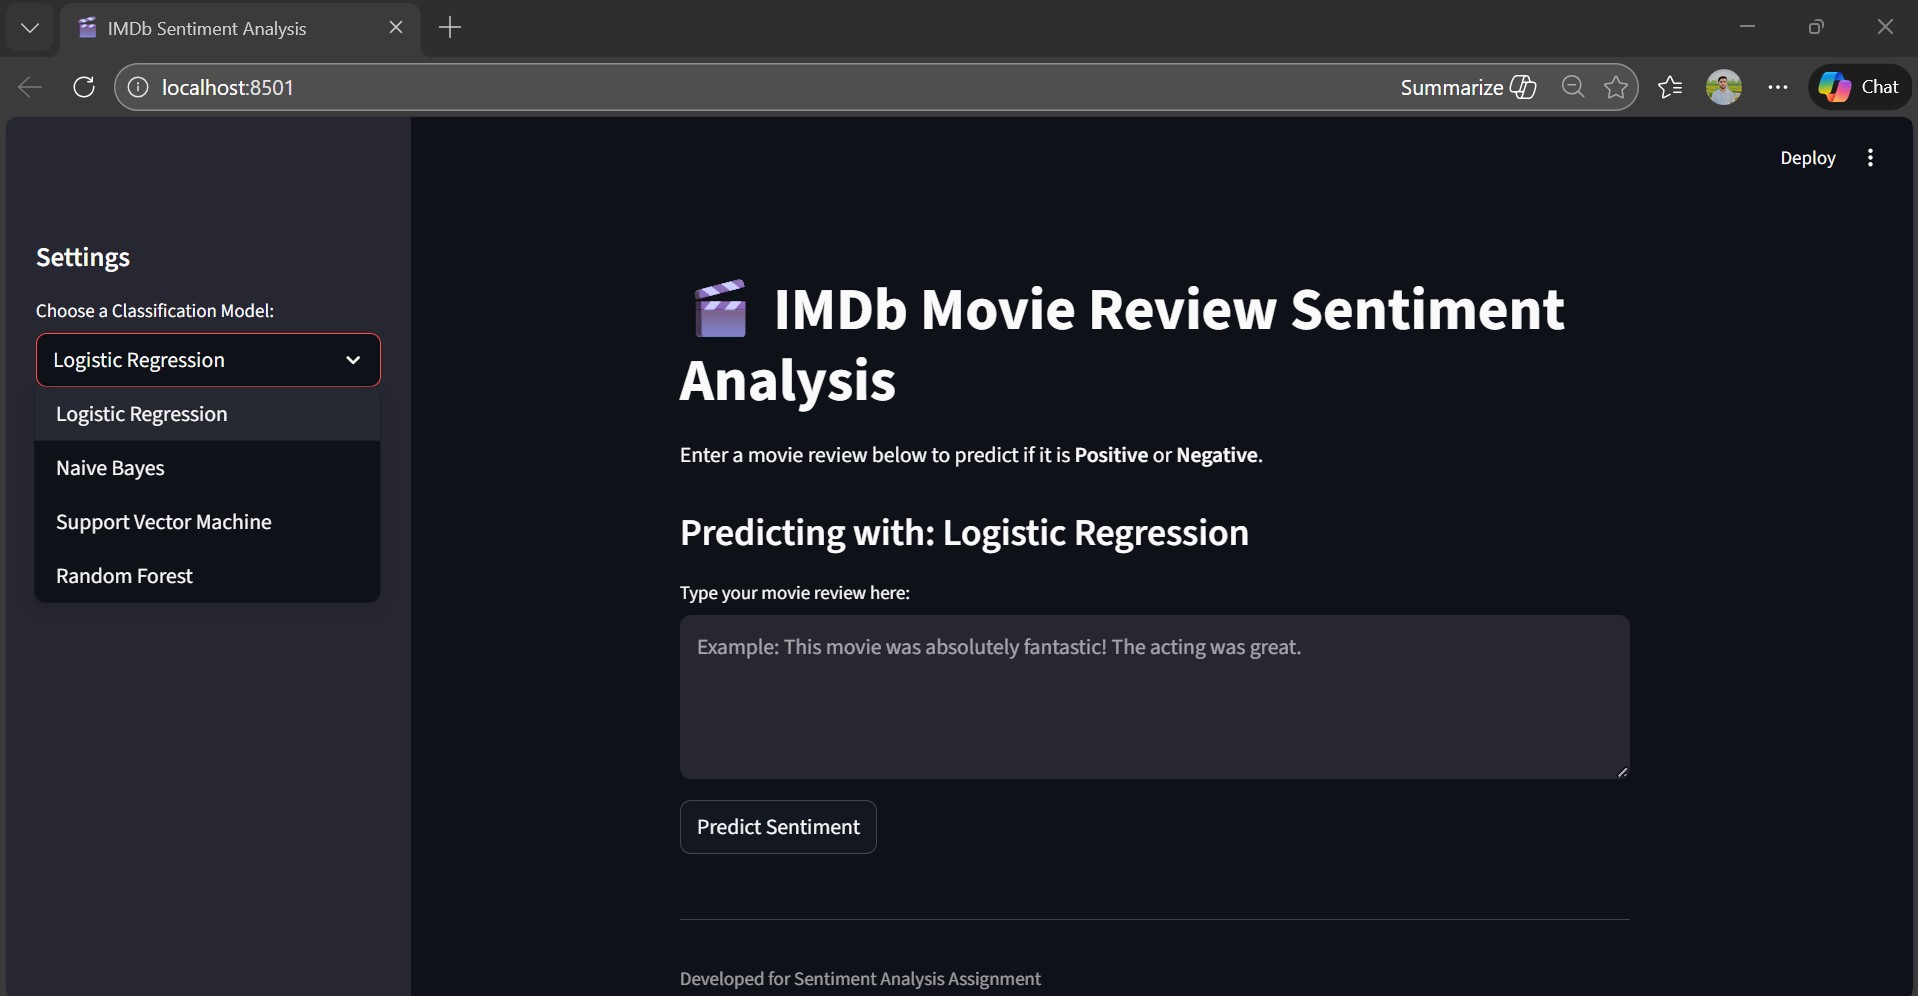 IMDb Sentiment Analysis
localhost:8501
Summarize
Chat
Deploy
Settings
Choose a Classification Model:
Logistic Regression
Logistic Regression
Naive Bayes
Support Vector Machine
Random Forest
IMDb Movie Review Sentiment
Analysis
Enter a movie review below to predict if it is Positive or Negative.
Predicting with: Logistic Regression
Type your movie review here:
Example: This movie was absolutely fantastic! The acting was great.
Predict Sentiment
Developed for Sentiment Analysis Assignment